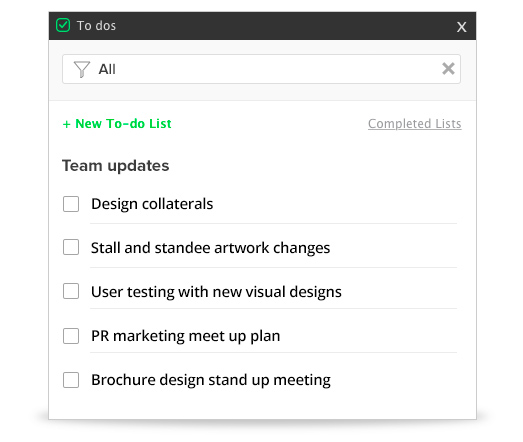 To dos
X
All
+ New To-do List
Completed Lists
Team updates
Design collaterals
Stall and standee artwork changes
User testing with new visual designs
PR marketing meet up plan
Brochure design stand up meeting